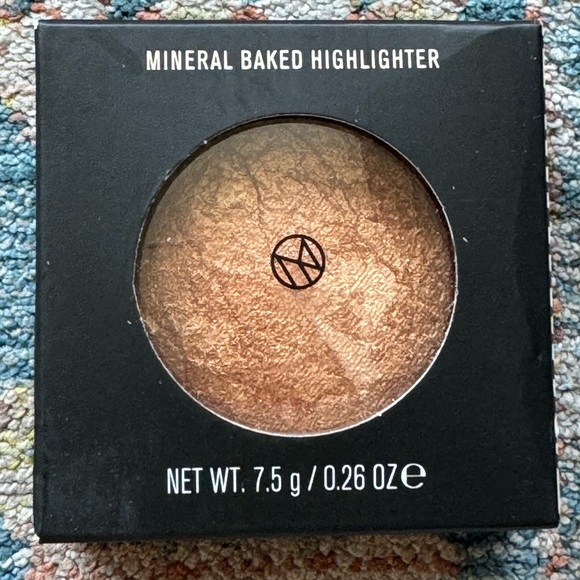 MINERAL BAKED HIGHLIGHTER
NET WT. 7.5 g / 0.26 OZ ℮